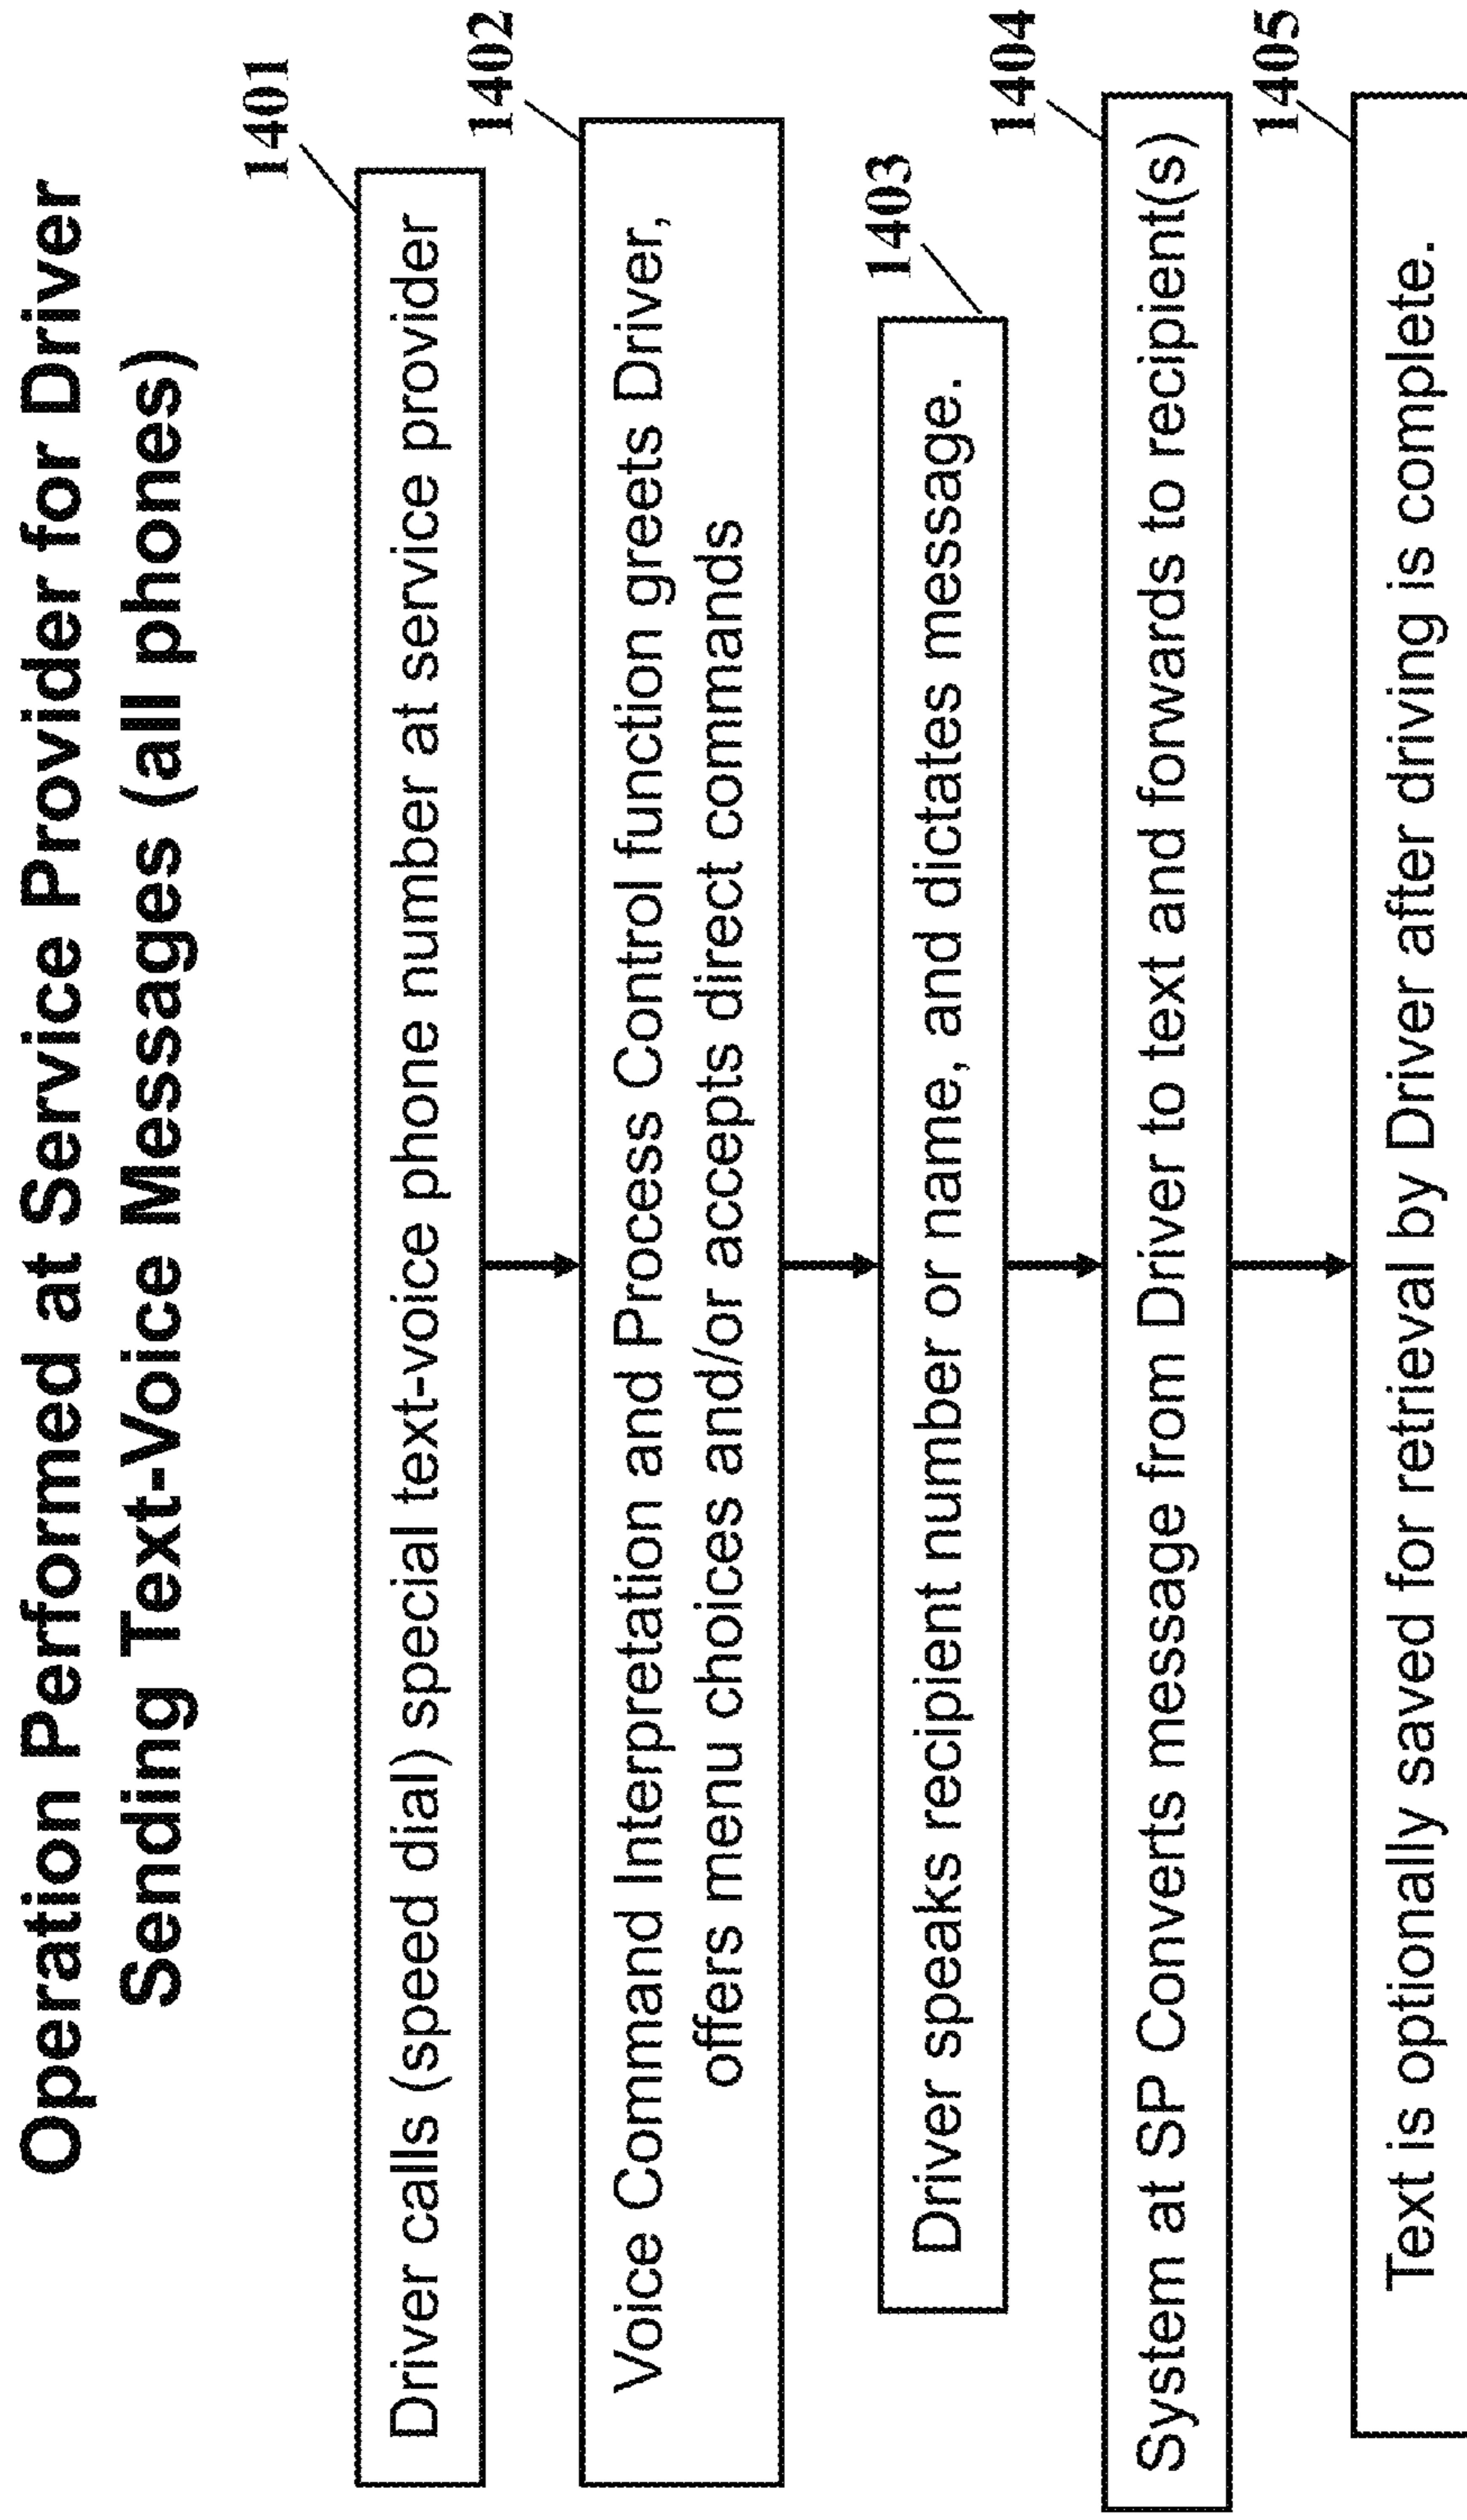 Operation Performed at Service Provider for Driver
Sending Text-Voice Messages (all phones)
1401
Driver calls (speed dial) special text-voice phone number at service provider
1402
Voice Command Interpretation and Process Control function greets Driver,
offers menu choices and/or accepts direct commands
1403
Driver speaks recipient number or name, and dictates message.
1404
System at SP Converts message from Driver to text and forwards to recipient(s)
1405
Text is optionally saved for retrieval by Driver after driving is complete.